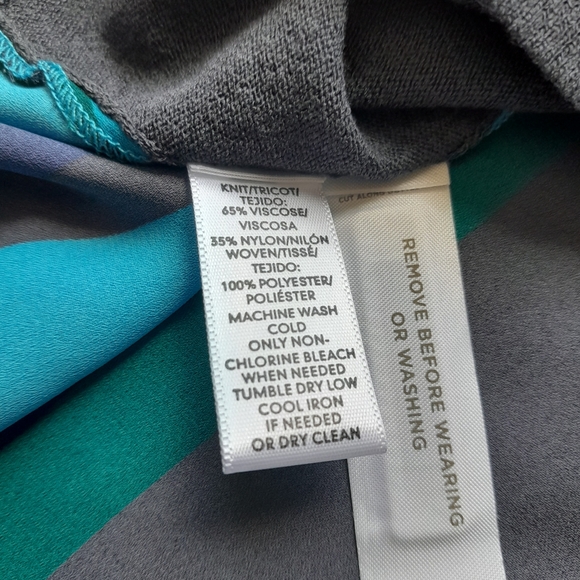 KNIT/TRICOT/
TEJIDO:
65% VISCOSE/
VISCOSA
35% NYLON/NILÓN
WOVEN/TISSÉ/
TEJIDO:
100% POLYESTER/
POLIÉSTER
MACHINE WASH
COLD
ONLY NON-
CHLORINE BLEACH
WHEN NEEDED
TUMBLE DRY LOW
COOL IRON
IF NEEDED
OR DRY CLEAN
CUT ALONG
REMOVE BEFORE WEARING
OR WASHING